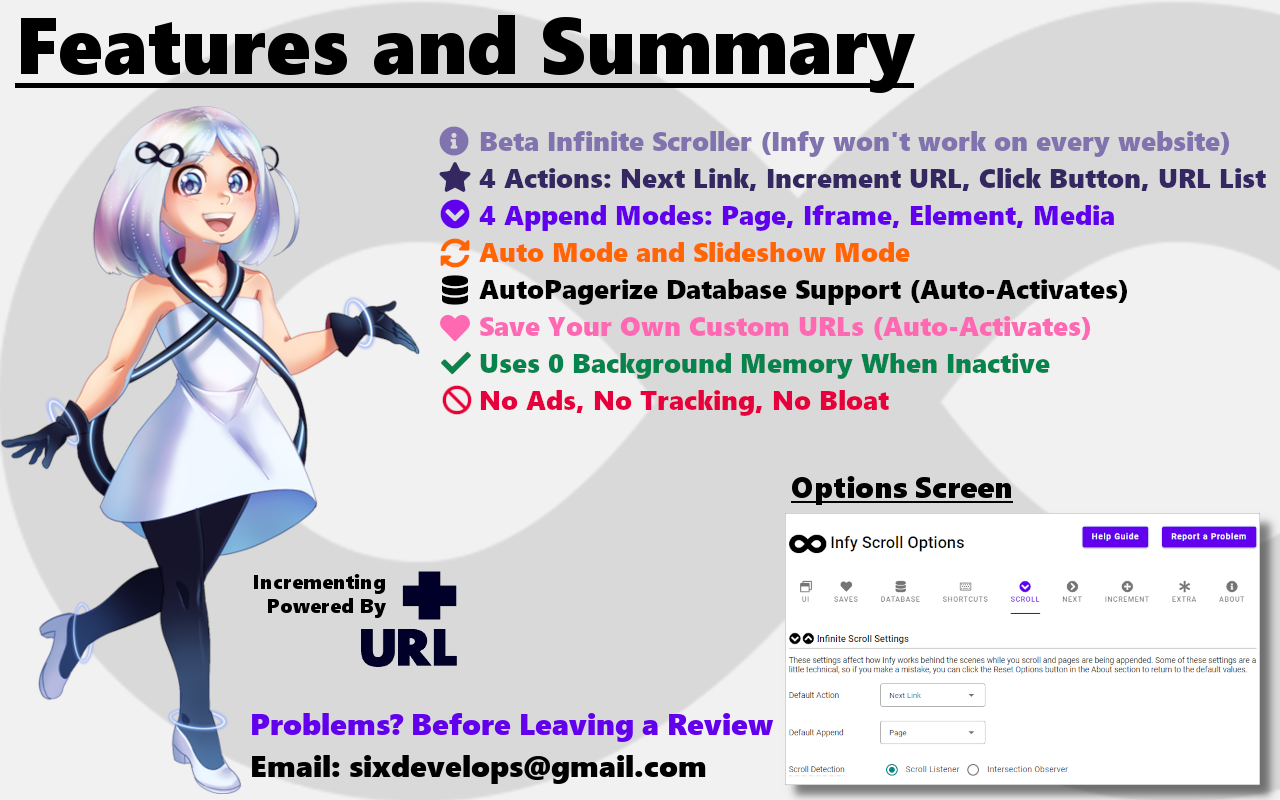 Features and Summary
Beta Infinite Scroller (Infy won't work on every website)
4 Actions: Next Link, Increment URL, Click Button, URL List
4 Append Modes: Page, Iframe, Element, Media
Auto Mode and Slideshow Mode
AutoPagerize Database Support (Auto-Activates)
Save Your Own Custom URLs (Auto-Activates)
Uses 0 Background Memory When Inactive
No Ads, No Tracking, No Bloat
Options Screen
Infy Scroll Options
Help Guide
Report a Problem
UI
SAVES
DATABASE
SHORTCUTS
SCROLL
NEXT
INCREMENT
EXTRA
ABOUT
Infinite Scroll Settings
These settings affect how Infy works behind the scenes while you scroll and pages are being appended. Some of these settings are a
little technical, so if you make a mistake, you can click the Reset Options button in the About section to return to the default values.
Default Action
Next Link
Default Append
Page
Scroll Detection
Scroll Listener
Intersection Observer
Incrementing
Powered By
URL
Problems? Before Leaving a Review
Email: sixdevelops@gmail.com